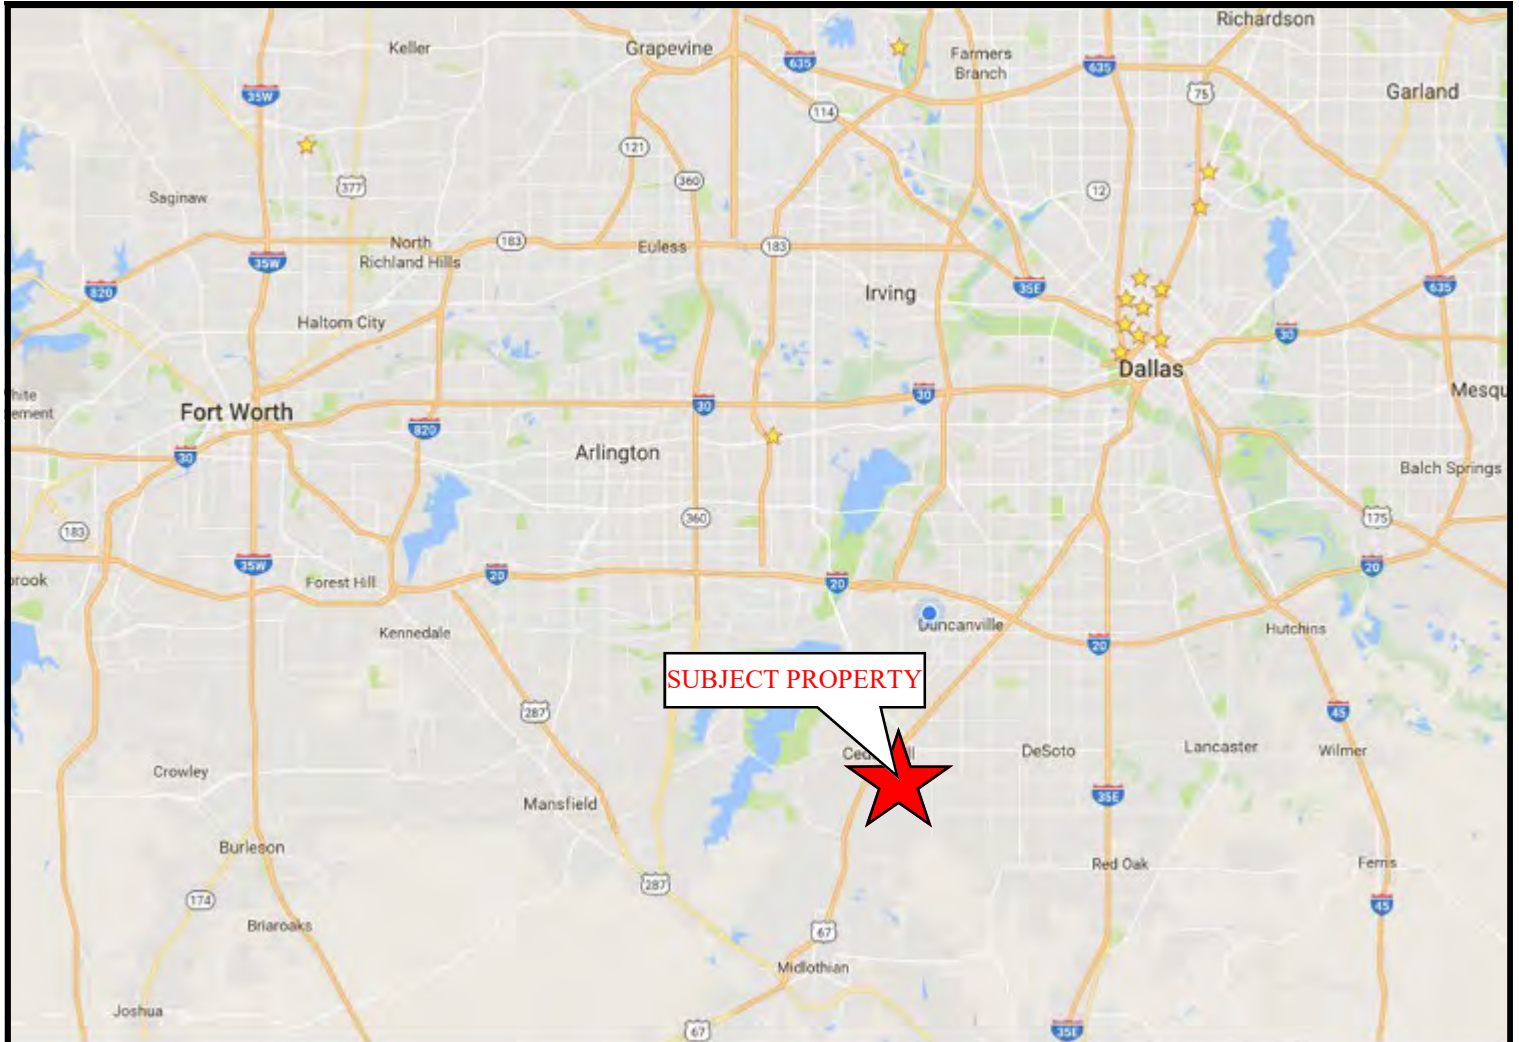 Richardson
Keller
Grapevine
Farmers
Branch
635
635
75
Garland
35W
114
121
377
360
12
Saginaw
North
Richland Hills
183
Euless
183
35W
820
Irving
35E
635
Haltom City
30
Dallas
Fort Worth
30
30
820
30
Arlington
Balch Springs
360
175
183
35W
Forest Hill
20
20
20
Kennedale
Duncanville
Hutchins
20
SUBJECT PROPERTY
287
45
DeSoto
Lancaster
Wilmer
Crowley
Mansfield
35E
Burleson
Red Oak
287
174
45
Briaroaks
67
Midlothian
Joshua
67
35E